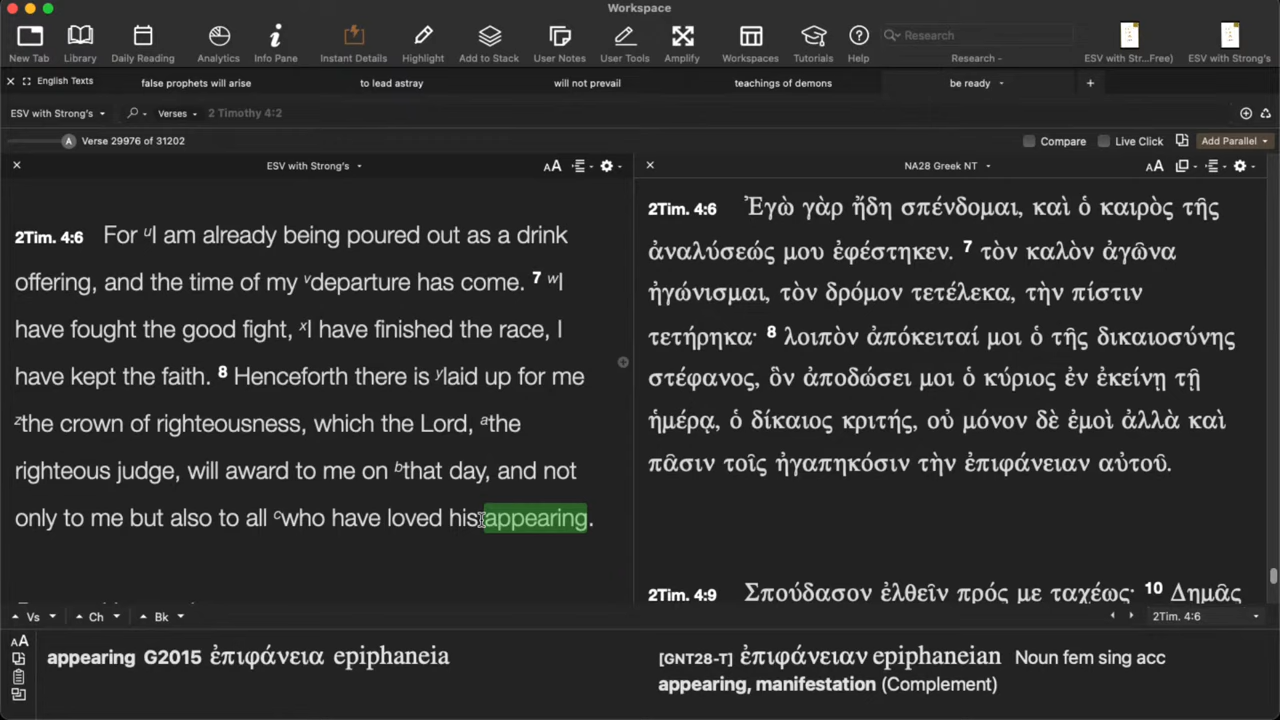 Workspace
New Tab Library Daily Reading Analytics Info Pane Instant Details Highlight Add to Stack User Notes User Tools Amplify Workspaces Tutorials Help Research
Research - ESV with Str...Free) ESV with Strong's...
English Texts false prophets will arise to lead astray will not prevail teachings of demons be ready
ESV with Strong's Verses 2 Timothy 4:2
A Verse 29976 of 31202 Compare Live Click Add Parallel
ESV with Strong's
2Tim. 4:6 For uI am already being poured out as a drink
offering, and the time of my vdeparture has come. 7 wI
have fought the good fight, xI have finished the race, I
have kept the faith. 8 Henceforth there is ylaid up for me
zthe crown of righteousness, which the Lord, athe
righteous judge, will award to me on bthat day, and not
only to me but also to all cwho have loved his appearing.
NA28 Greek NT
2Tim. 4:6 Ἐγὼ γὰρ ἤδη σπένδομαι, καὶ ὁ καιρὸς τῆς
ἀναλύσεώς μου ἐφέστηκεν. 7 τὸν καλὸν ἀγῶνα
ἠγώνισμαι, τὸν δρόμον τετέλεκα, τὴν πίστιν
τετήρηκα· 8 λοιπὸν ἀπόκειταί μοι ὁ τῆς δικαιοσύνης
στέφανος, ὃν ἀποδώσει μοι ὁ κύριος ἐν ἐκείνῃ τῇ
ἡμέρᾳ, ὁ δίκαιος κριτής, οὐ μόνον δὲ ἐμοὶ ἀλλὰ καὶ
πᾶσιν τοῖς ἠγαπηκόσιν τὴν ἐπιφάνειαν αὐτοῦ.
2Tim. 4:9 Σπούδασον ἐλθεῖν πρός με ταχέως· 10 Δημᾶς
Vs Ch Bk 2Tim. 4:6
appearing G2015 ἐπιφάνεια epiphaneia
[GNT28-T] ἐπιφάνειαν epiphaneian Noun fem sing acc
appearing, manifestation (Complement)